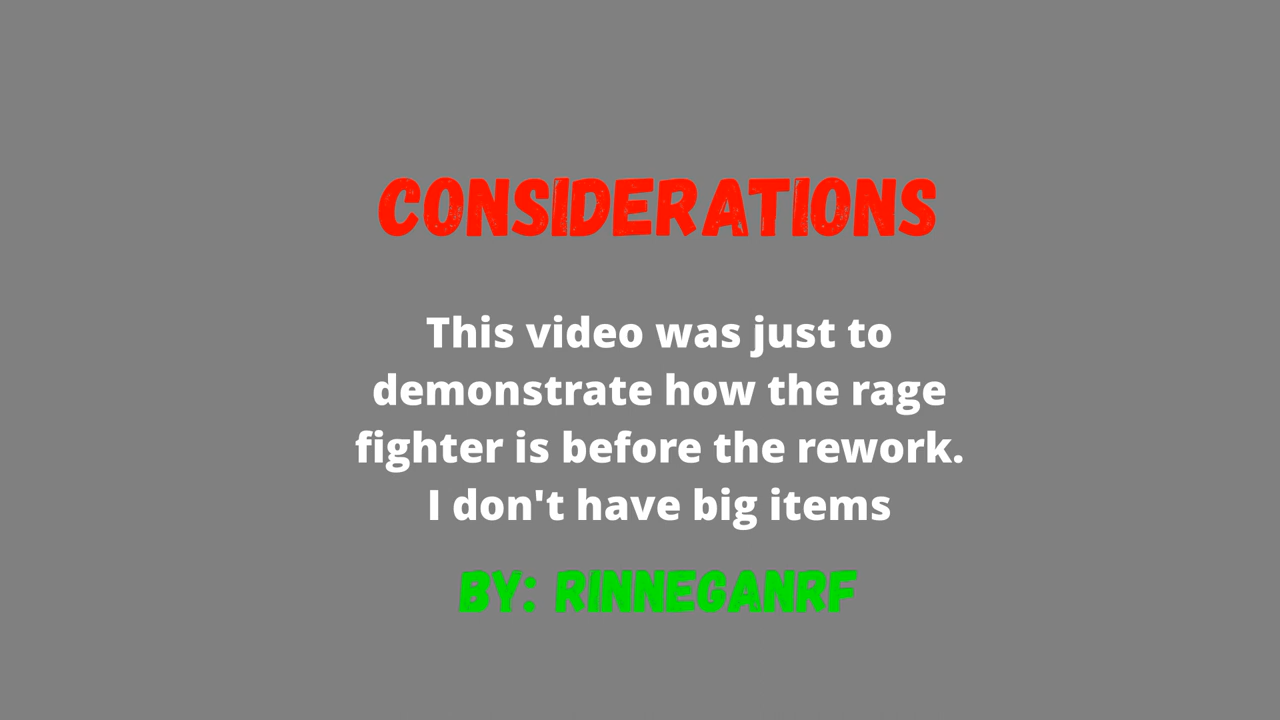 CONSIDERATIONS
This video was just to
demonstrate how the rage
fighter is before the rework.
I don't have big items
BY: RINNEGANRF